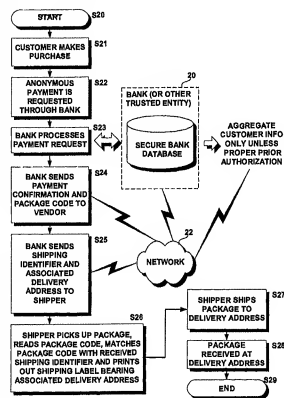 START
S20
CUSTOMER MAKES
PURCHASE
S21
ANONYMOUS
PAYMENT IS
REQUESTED
THROUGH BANK
S22
BANK PROCESSES
PAYMENT REQUEST
S23
BANK SENDS
PAYMENT
CONFIRMATION AND
PACKAGE CODE TO
VENDOR
S24
BANK SENDS
SHIPPING
IDENTIFIER AND
ASSOCIATED
DELIVERY
ADDRESS TO
SHIPPER
S25
SHIPPER PICKS UP PACKAGE,
READS PACKAGE CODE, MATCHES
PACKAGE CODE WITH RECEIVED
SHIPPING IDENTIFIER AND PRINTS
OUT SHIPPING LABEL BEARING
ASSOCIATED DELIVERY ADDRESS
S26
20
BANK (OR OTHER
TRUSTED ENTITY)
SECURE BANK
DATABASE
AGGREGATE
CUSTOMER INFO
ONLY UNLESS
PROPER PRIOR
AUTHORIZATION
22
NETWORK
SHIPPER SHIPS
PACKAGE TO
DELIVERY ADDRESS
S27
PACKAGE
RECEIVED AT
DELIVERY ADDRESS
S28
END
S29